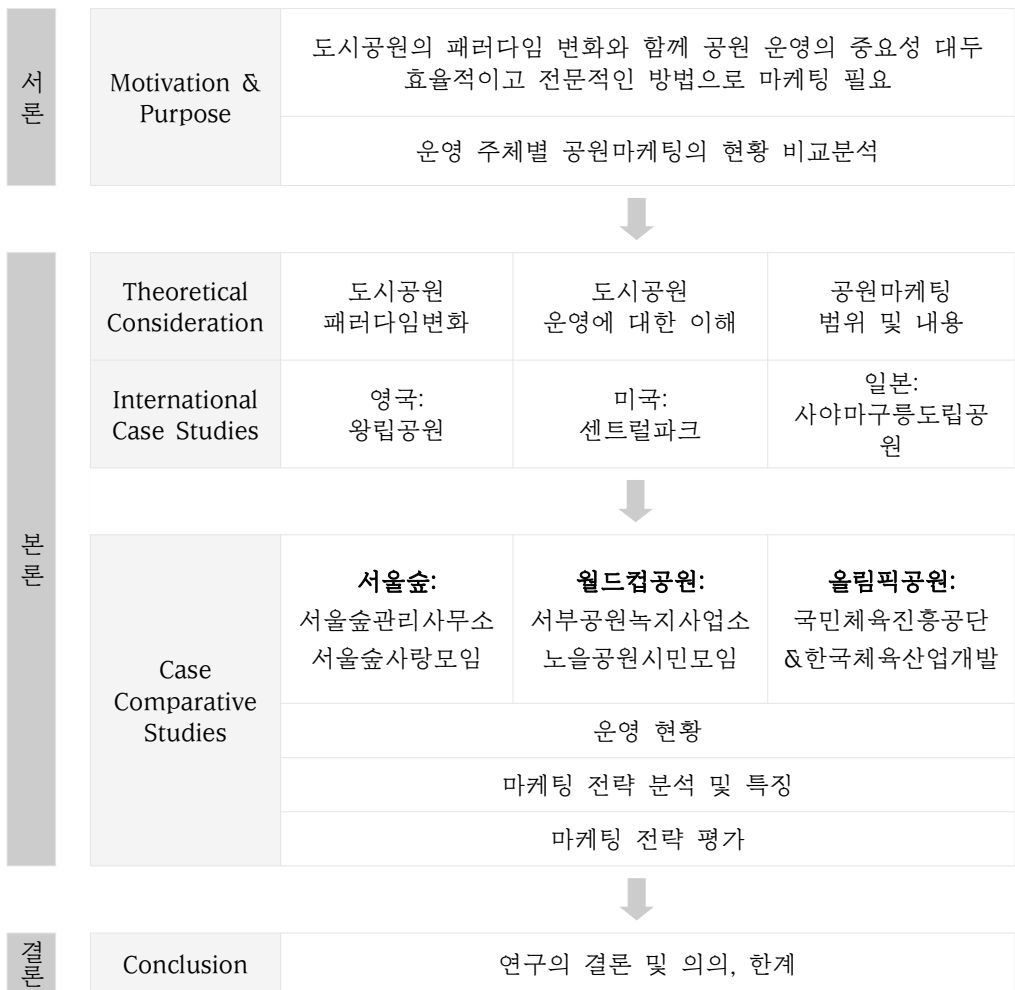 서론
Motivation &
Purpose
도시공원의 패러다임 변화와 함께 공원 운영의 중요성 대두
효율적이고 전문적인 방법으로 마케팅 필요
운영 주체별 공원마케팅의 현황 비교분석
본론
Theoretical
Consideration
도시공원
패러다임변화
도시공원
운영에 대한 이해
공원마케팅
범위 및 내용
International
Case Studies
영국:
왕립공원
미국:
센트럴파크
일본:
사야마구릉도립공
원
Case
Comparative
Studies
서울숲:
서울숲관리사무소
서울숲사랑모임
월드컵공원:
서부공원녹지사업소
노을공원시민모임
올림픽공원:
국민체육진흥공단
&한국체육산업개발
운영 현황
마케팅 전략 분석 및 특징
마케팅 전략 평가
결론
Conclusion
연구의 결론 및 의의, 한계